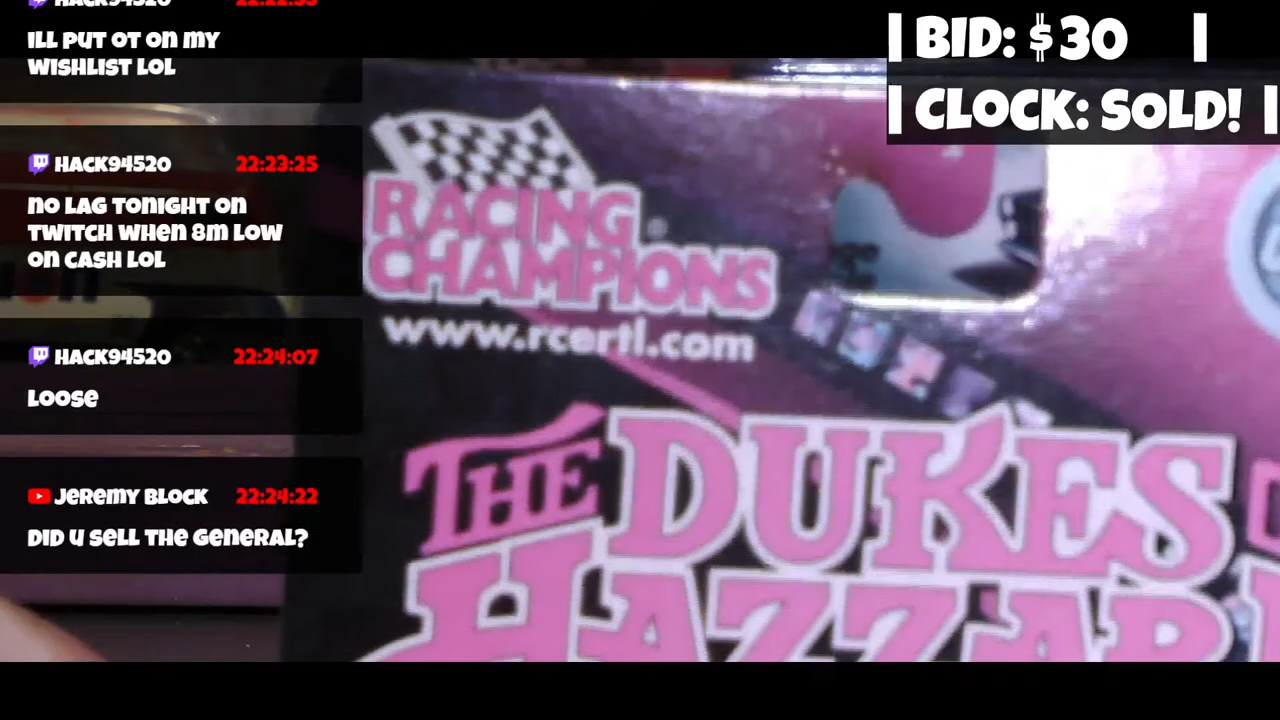 HACK94520
ILL PUT OT ON MY
WISHLIST LOL
HACK94520 22:23:25
NO LAG TONIGHT ON
TWITCH WHEN 8M LOW
ON CASH LOL
HACK94520 22:24:07
LOOSE
JEREMY BLOCK 22:24:22
DID U SELL THE GENERAL?
| BID: $30 |
| CLOCK: SOLD! |
RACING
CHAMPIONS
www.rcertl.com
THE DUKES
HAZZARD